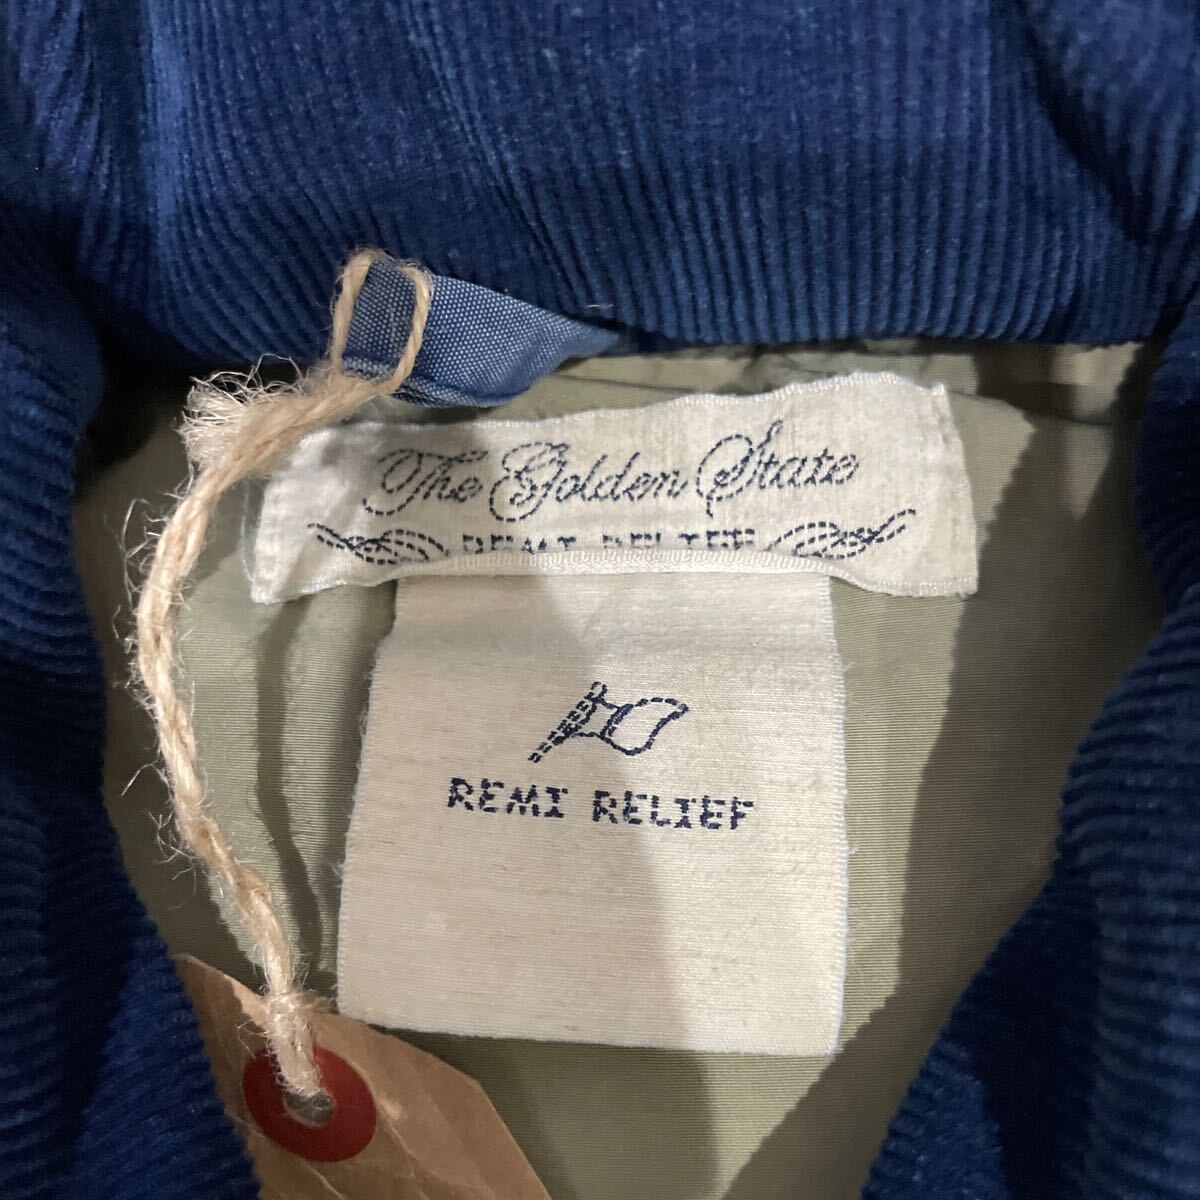 The Golden State
REMI RELIEF
REMI RELIEF